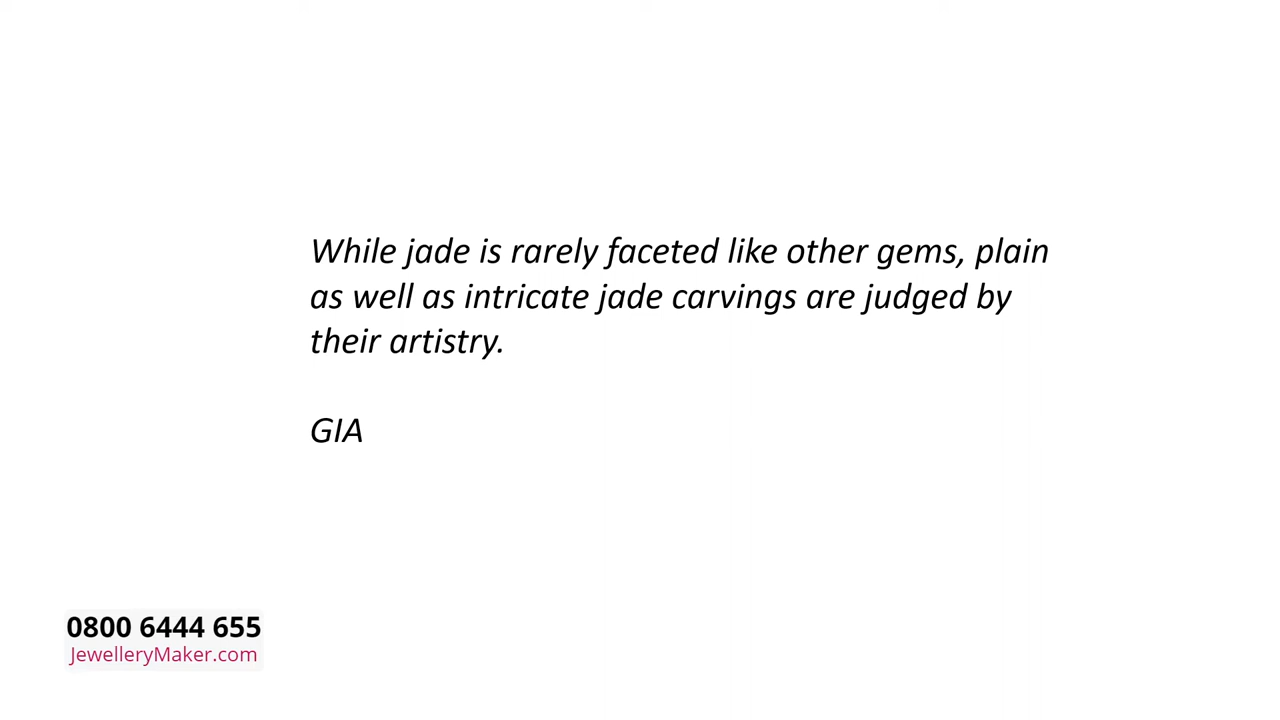 While jade is rarely faceted like other gems, plain
as well as intricate jade carvings are judged by
their artistry.
GIA
0800 6444 655
JewelleryMaker.com